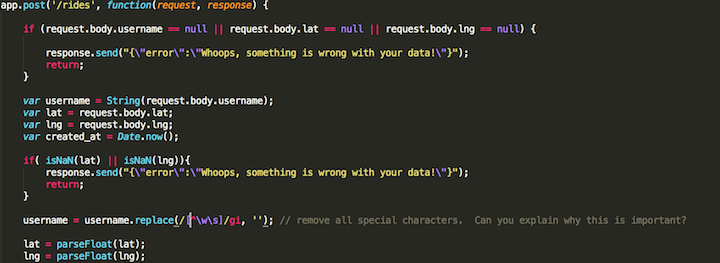 app.post('/rides', function(request, response) {
if (request.body.username == null || request.body.lat == null || request.body.lng == null) {
response.send("{\"error\":\"Whoops, something is wrong with your data!\"}");
return;
}
var username = String(request.body.username);
var lat = request.body.lat;
var lng = request.body.lng;
var created_at = Date.now();
if( isNaN(lat) || isNaN(lng)){
response.send("{\"error\":\"Whoops, something is wrong with your data!\"}");
return;
}
username = username.replace(/[^\w\s]/gi, ''); // remove all special characters.  Can you explain why this is important?
lat = parseFloat(lat);
lng = parseFloat(lng);